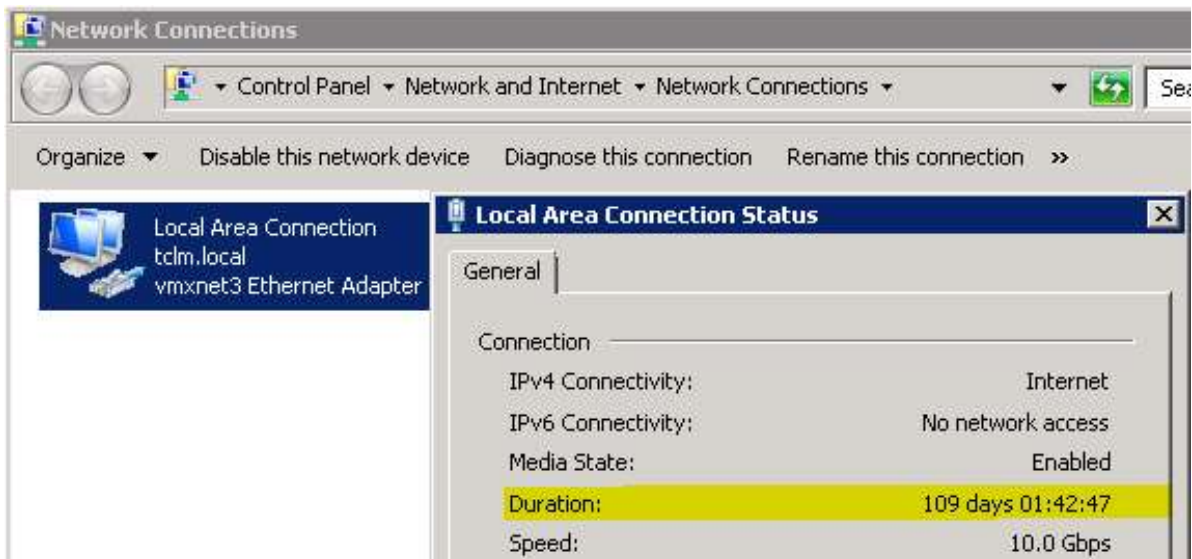 Network Connections
Control Panel Network and Internet Network Connections
Sea
Organize Disable this network device Diagnose this connection Rename this connection »
Local Area Connection
tclm.local
vmxnet3 Ethernet Adapter
Local Area Connection Status
General
Connection
IPv4 Connectivity: Internet
IPv6 Connectivity: No network access
Media State: Enabled
Duration: 109 days 01:42:47
Speed: 10.0 Gbps